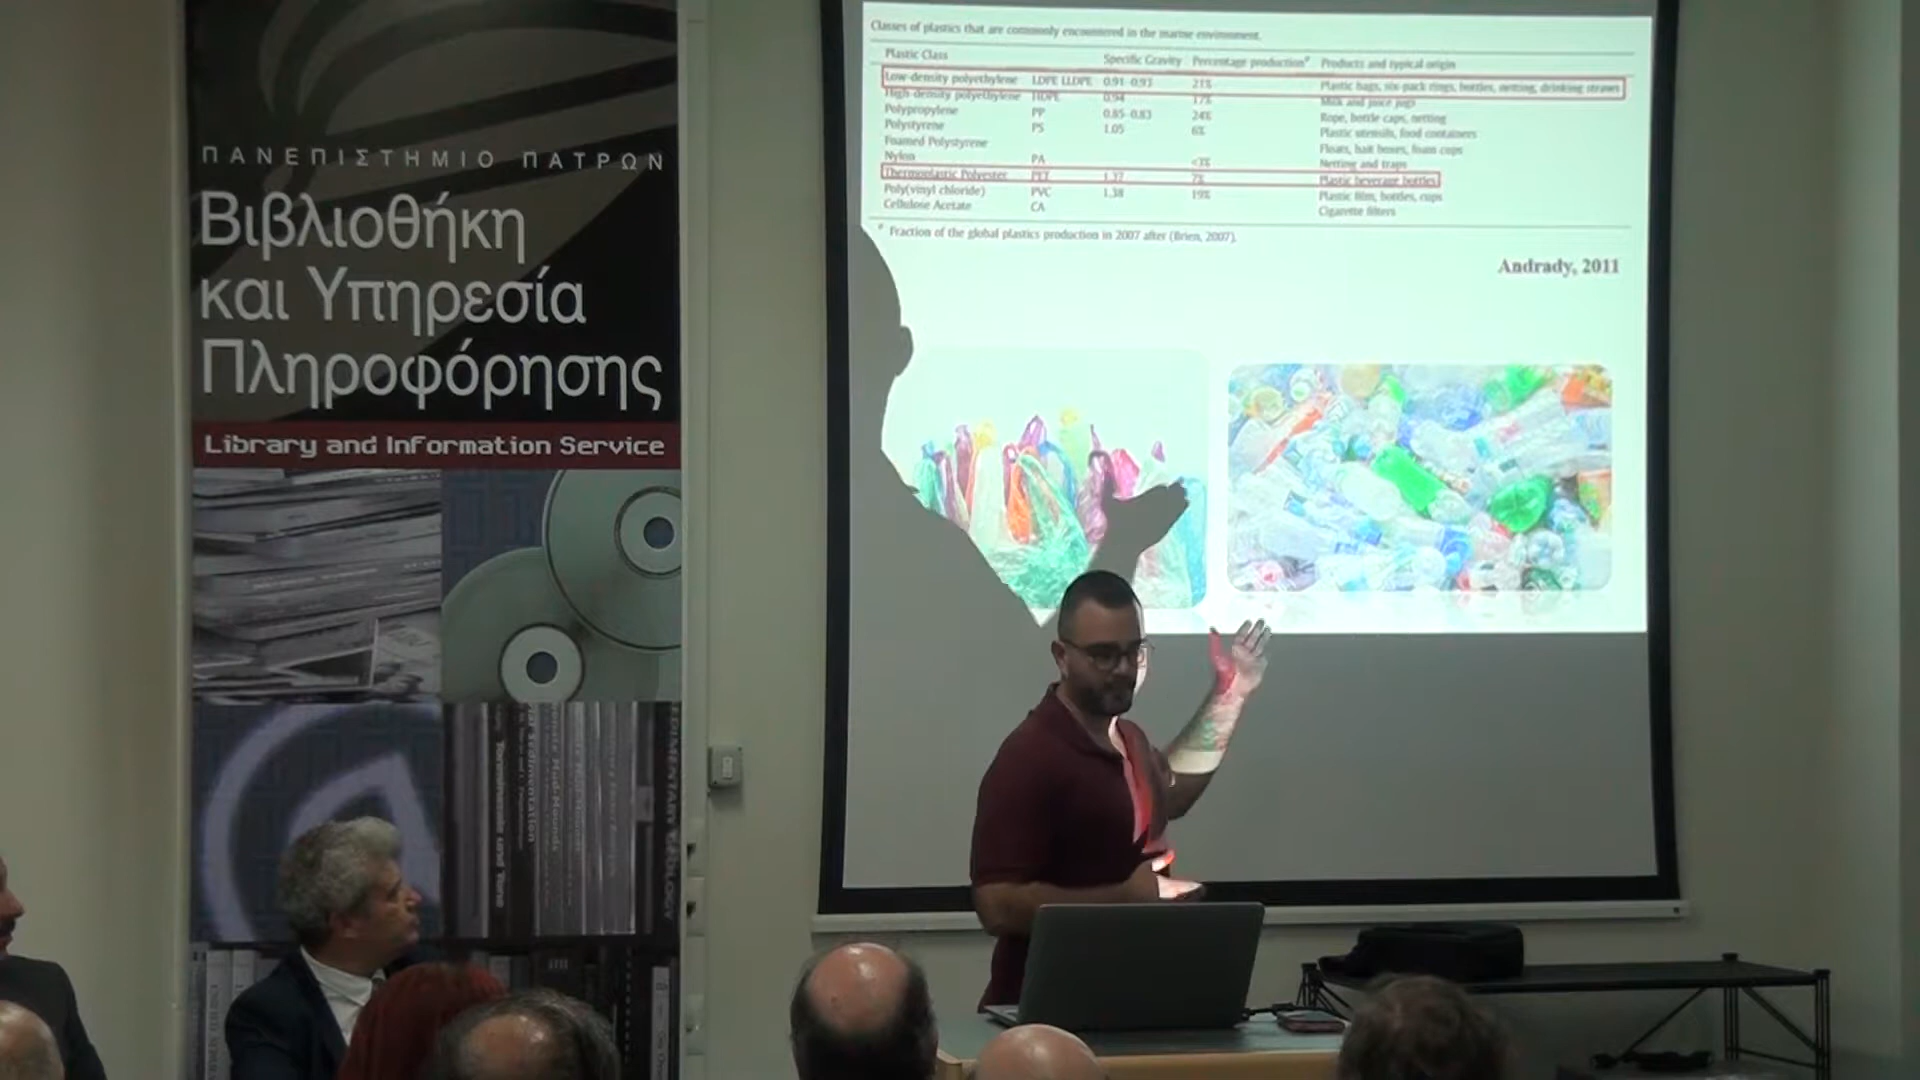 ΠΑΝΕΠΙΣΤΗΜΙΟ ΠΑΤΡΩΝ
Βιβλιοθήκη
και Υπηρεσία
Πληροφόρησης
Library and Information Service
Classes of plastics that are commonly encountered in the marine environment.
Plastic Class Specific Gravity Percentage productionª Products and typical origin
Low-density polyethylene LDPE LLDPE 0.91–0.93 21% Plastic bags, six-pack rings, bottles, netting, drinking straws
High-density polyethylene HDPE 0.94 17% Milk and juice jugs
Polypropylene PP 0.85–0.83 24% Rope, bottle caps, netting
Polystyrene PS 1.05 6% Plastic utensils, food containers
Foamed Polystyrene Floats, bait boxes, foam cups
Nylon PA <3% Netting and traps
Thermoplastic Polyester PET 1.37 7% Plastic beverage bottles
Poly(vinyl chloride) PVC 1.38 19% Plastic film, bottles, cups
Cellulose Acetate CA Cigarette filters
ª Fraction of the global plastics production in 2007 after (Brien, 2007).
Andrady, 2011